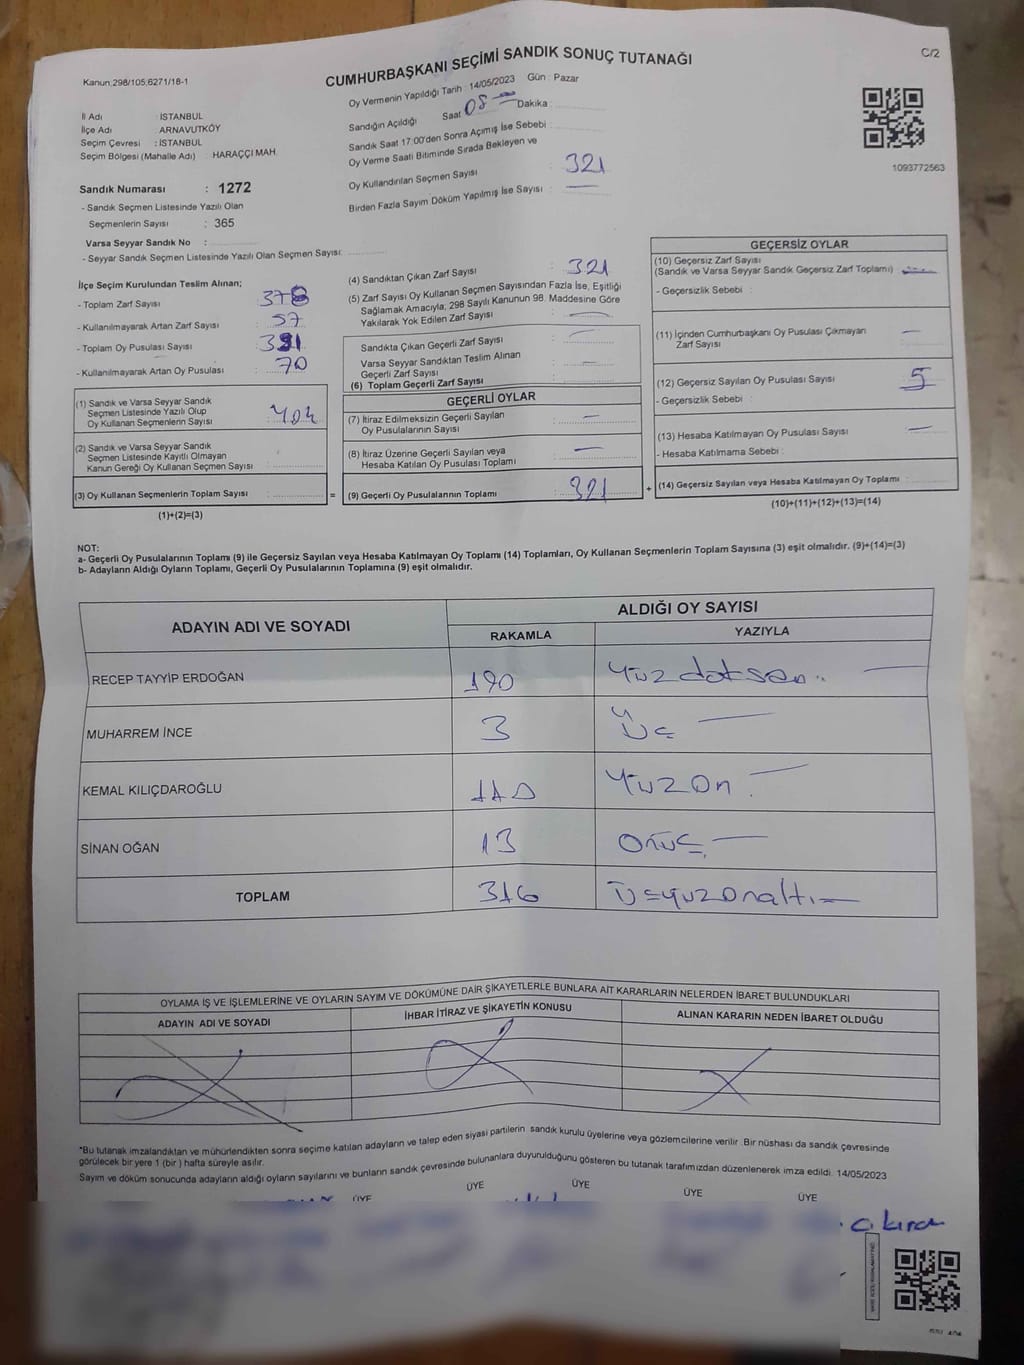 Kanun:298/105;6271/18-1
CUMHURBAŞKANI SEÇİMİ SANDIK SONUÇ TUTANAĞI
C/2
İl Adı : İSTANBUL
İlçe Adı : ARNAVUTKÖY
Seçim Çevresi : İSTANBUL
Seçim Bölgesi (Mahalle Adı) : HARAÇÇI MAH.
Sandık Numarası : 1272
- Sandık Seçmen Listesinde Yazılı Olan
Seçmenlerin Sayısı : 365
Varsa Seyyar Sandık No :
- Seyyar Sandık Seçmen Listesinde Yazılı Olan Seçmen Sayısı:
Oy Vermenin Yapıldığı Tarih : 14/05/2023 Gün : Pazar
Sandığın Açıldığı Saat 08 Dakika :
Sandık Saat 17:00'den Sonra Açımış İse Sebebi :
Oy Verme Saati Bitiminde Sırada Bekleyen ve
Oy Kullandırılan Seçmen Sayısı : 321
Birden Fazla Sayım Döküm Yapılmış İse Sayısı : —
1093772563
İlçe Seçim Kurulundan Teslim Alınan;
- Toplam Zarf Sayısı : 378
- Kullanılmayarak Artan Zarf Sayısı : 57
- Toplam Oy Pusulası Sayısı : 391
- Kullanılmayarak Artan Oy Pusulası : 70
(1) Sandık ve Varsa Seyyar Sandık
Seçmen Listesinde Yazılı Olup
Oy Kullanan Seçmenlerin Sayısı :
(2) Sandık ve Varsa Seyyar Sandık
Seçmen Listesinde Kayıtlı Olmayan
Kanun Gereği Oy Kullanan Seçmen Sayısı :
(3) Oy Kullanan Seçmenlerin Toplam Sayısı : =
(1)+(2)=(3)
(4) Sandıktan Çıkan Zarf Sayısı : 321
(5) Zarf Sayısı Oy Kullanan Seçmen Sayısından Fazla İse, Eşitliği
Sağlamak Amacıyla, 298 Sayılı Kanunun 98. Maddesine Göre
Yakılarak Yok Edilen Zarf Sayısı : —
Sandıkta Çıkan Geçerli Zarf Sayısı : —
Varsa Seyyar Sandıktan Teslim Alınan
Geçerli Zarf Sayısı : —
(6) Toplam Geçerli Zarf Sayısı :
GEÇERLİ OYLAR
(7) İtiraz Edilmeksizin Geçerli Sayılan
Oy Pusulalarının Sayısı : —
(8) İtiraz Üzerine Geçerli Sayılan veya
Hesaba Katılan Oy Pusulası Toplamı : —
(9) Geçerli Oy Pusulalarının Toplamı : 321 +
GEÇERSİZ OYLAR
(10) Geçersiz Zarf Sayısı
(Sandık ve Varsa Seyyar Sandık Geçersiz Zarf Toplamı) : —
- Geçersizlik Sebebi :
(11) İçinden Cumhurbaşkanı Oy Pusulası Çıkmayan
Zarf Sayısı : —
(12) Geçersiz Sayılan Oy Pusulası Sayısı : 5
- Geçersizlik Sebebi :
(13) Hesaba Katılmayan Oy Pusulası Sayısı : —
- Hesaba Katılmama Sebebi :
(14) Geçersiz Sayılan veya Hesaba Katılmayan Oy Toplamı :
(10)+(11)+(12)+(13)=(14)
NOT:
a- Geçerli Oy Pusulalarının Toplamı (9) ile Geçersiz Sayılan veya Hesaba Katılmayan Oy Toplamı (14) Toplamları, Oy Kullanan Seçmenlerin Toplam Sayısına (3) eşit olmalıdır. (9)+(14)=(3)
b- Adayların Aldığı Oyların Toplamı, Geçerli Oy Pusulalarının Toplamına (9) eşit olmalıdır.
ADAYIN ADI VE SOYADI
ALDIĞI OY SAYISI
RAKAMLA YAZIYLA
RECEP TAYYİP ERDOĞAN 190 Yüzdoksan
MUHARREM İNCE 3 Üç
KEMAL KILIÇDAROĞLU 110 Yüzon
SİNAN OĞAN 13 Onüç
TOPLAM 316 Üçyüzonaltı
OYLAMA İŞ VE İŞLEMLERİNE VE OYLARIN SAYIM VE DÖKÜMÜNE DAİR ŞİKAYETLERLE BUNLARA AİT KARARLARIN NELERDEN İBARET BULUNDUKLARI
ADAYIN ADI VE SOYADI İHBAR İTİRAZ VE ŞİKAYETİN KONUSU ALINAN KARARIN NEDEN İBARET OLDUĞU
*Bu tutanak imzalandıktan ve mühürlendikten sonra seçime katılan adayların ve talep eden siyasi partilerin sandık kurulu üyelerine veya gözlemcilerine verilir. Bir nüshası da sandık çevresinde
görülecek bir yere 1 (bir) hafta süreyle asılır.
Sayım ve döküm sonucunda adayların aldığı oyların sayılarını ve bunların sandık çevresinde bulunanlara duyurulduğunu gösteren bu tutanak tarafımızdan düzenlenerek imza edildi. 14/05/2023
ÜYE ÜYE ÜYE ÜYE ÜYE